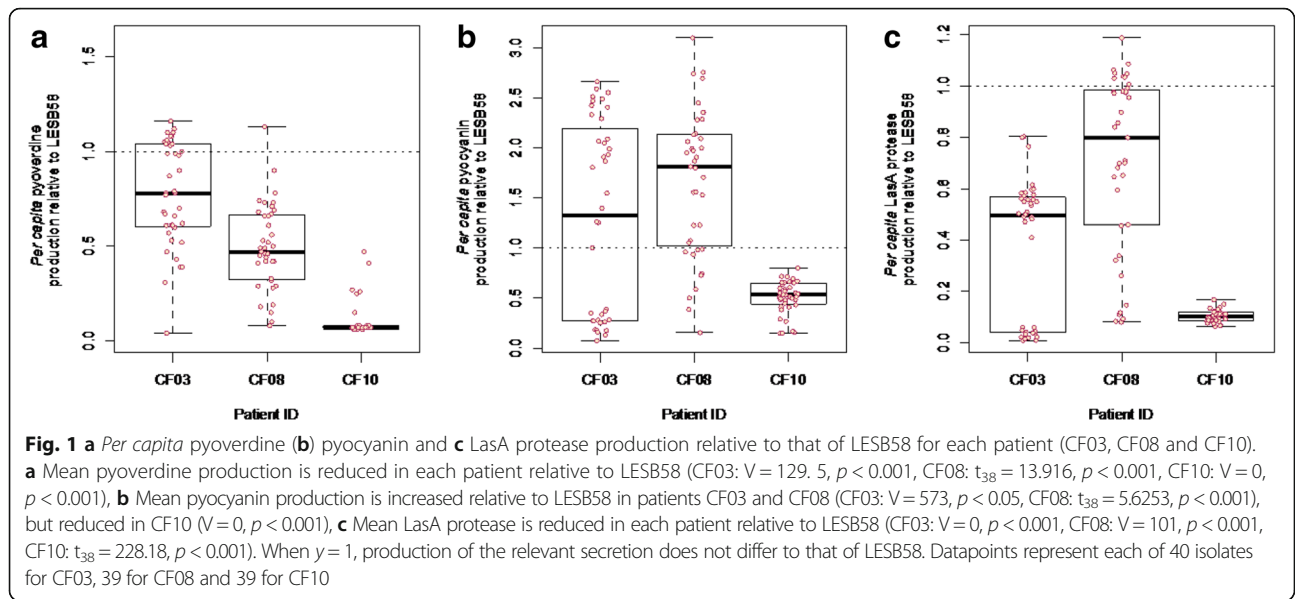 a
b
c
Per capita pyoverdine
production relative to LESB58
1.5
1.0
0.5
0.0
CF03 CF08 CF10
Patient ID
Per capita pyocyanin
production relative to LESB58
3.0
2.5
2.0
1.5
1.0
0.5
0.0
CF03 CF08 CF10
Patient ID
Per capita LasA protease
production relative to LESB58
1.2
1.0
0.8
0.6
0.4
0.2
0.0
CF03 CF08 CF10
Patient ID
Fig. 1 a Per capita pyoverdine (b) pyocyanin and c LasA protease production relative to that of LESB58 for each patient (CF03, CF08 and CF10).
a Mean pyoverdine production is reduced in each patient relative to LESB58 (CF03: V = 129. 5, p < 0.001, CF08: t38 = 13.916, p < 0.001, CF10: V = 0,
p < 0.001), b Mean pyocyanin production is increased relative to LESB58 in patients CF03 and CF08 (CF03: V = 573, p < 0.05, CF08: t38 = 5.6253, p < 0.001),
but reduced in CF10 (V = 0, p < 0.001), c Mean LasA protease is reduced in each patient relative to LESB58 (CF03: V = 0, p < 0.001, CF08: V = 101, p < 0.001,
CF10: t38 = 228.18, p < 0.001). When y = 1, production of the relevant secretion does not differ to that of LESB58. Datapoints represent each of 40 isolates
for CF03, 39 for CF08 and 39 for CF10